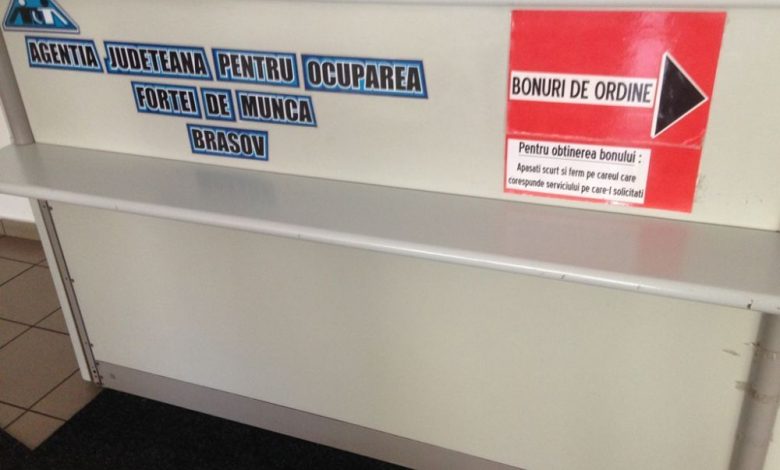 AGENTIA JUDETEANA PENTRU OCUPAREA
FORTEI DE MUNCA
BRASOV
BONURI DE ORDINE
Pentru obtinerea bonului :
Apasati scurt si ferm pe careul care
corespunde serviciului pe care-l solicitati